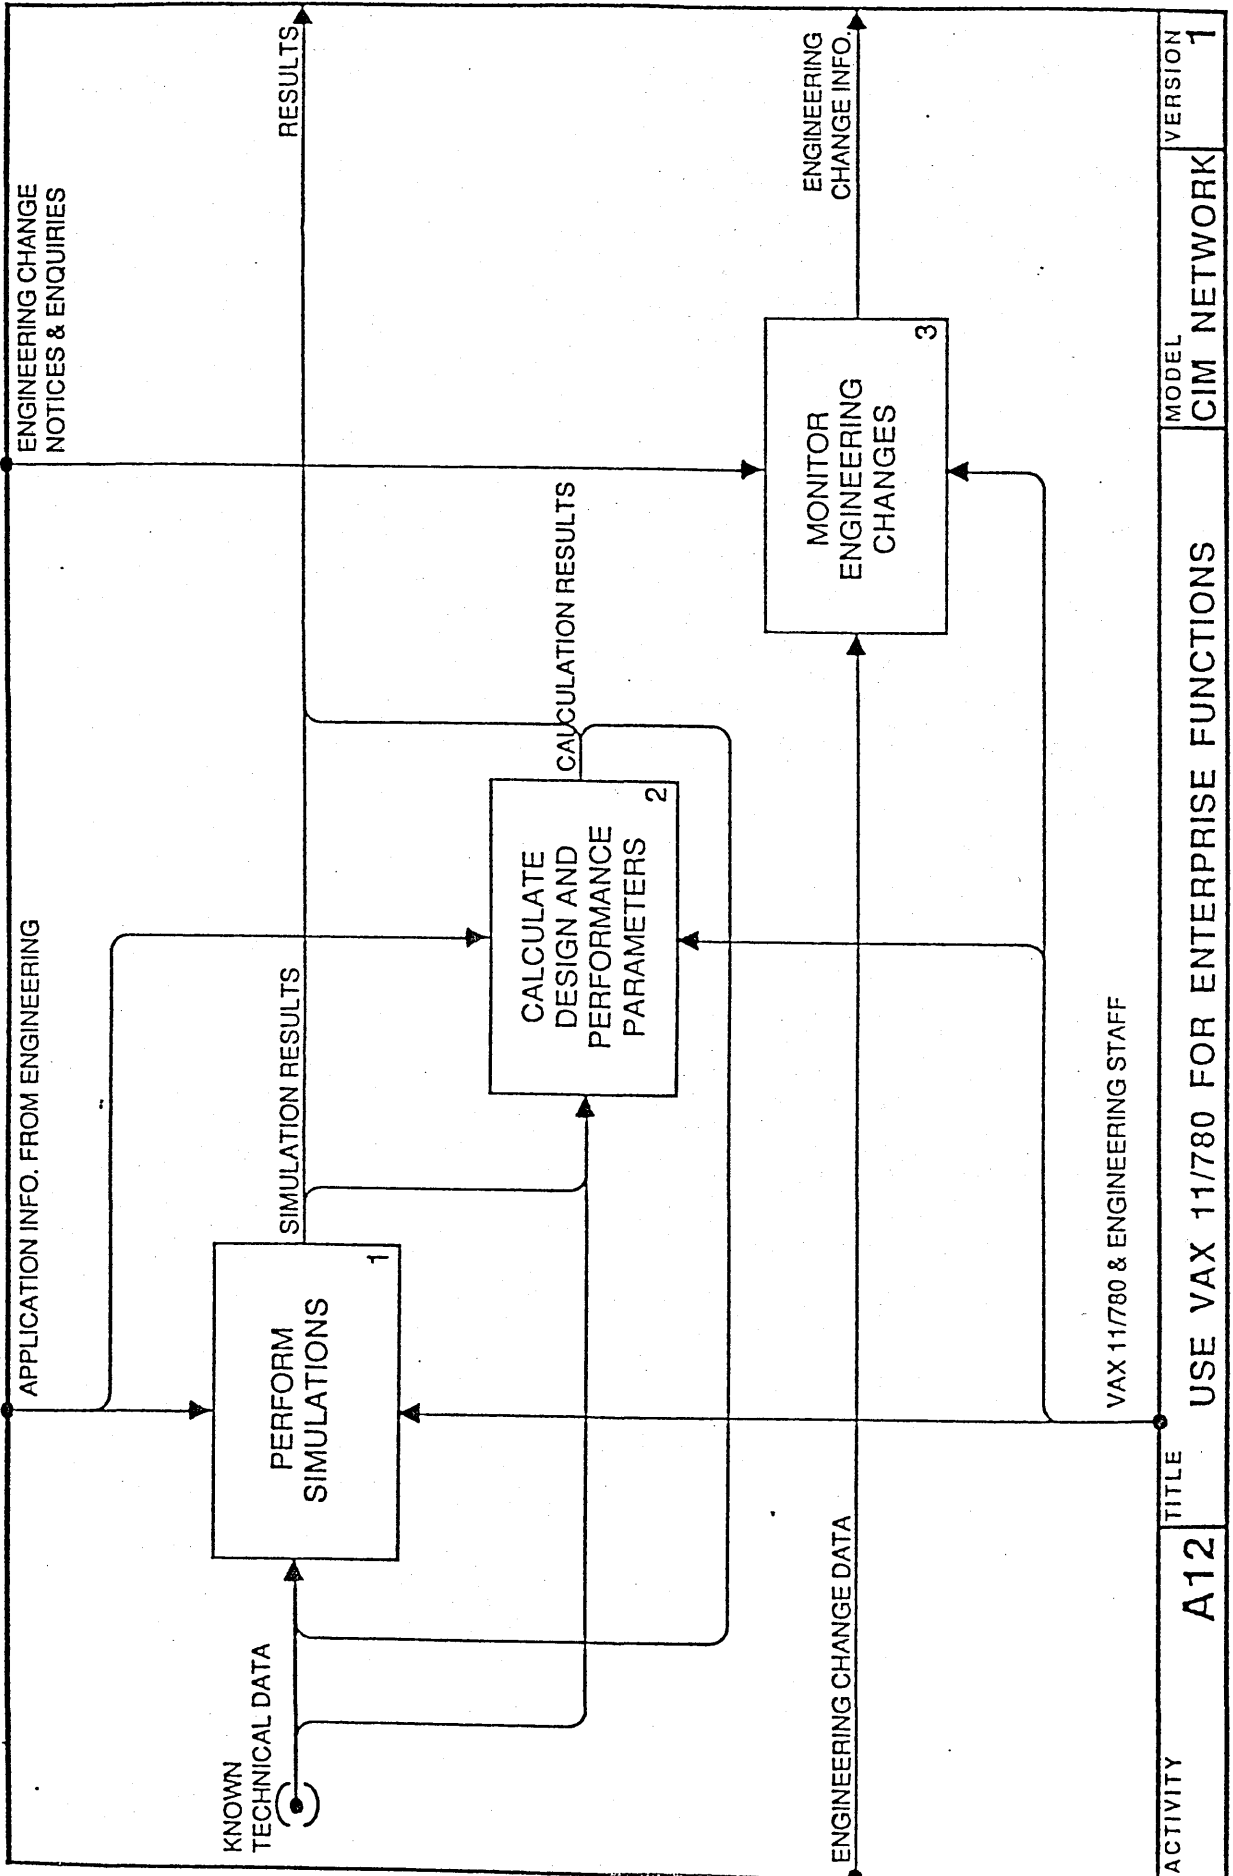 APPLICATION INFO. FROM ENGINEERING
ENGINEERING CHANGE
NOTICES & ENQUIRIES
KNOWN
TECHNICAL DATA
PERFORM
SIMULATIONS
1
SIMULATION RESULTS
RESULTS
CALCULATE
DESIGN AND
PERFORMANCE
PARAMETERS
2
CALCULATION RESULTS
ENGINEERING CHANGE DATA
MONITOR
ENGINEERING
CHANGES
3
ENGINEERING
CHANGE INFO.
VAX 11/780 & ENGINEERING STAFF
ACTIVITY
A12
TITLE
USE VAX 11/780 FOR ENTERPRISE FUNCTIONS
MODEL
CIM NETWORK
VERSION
1